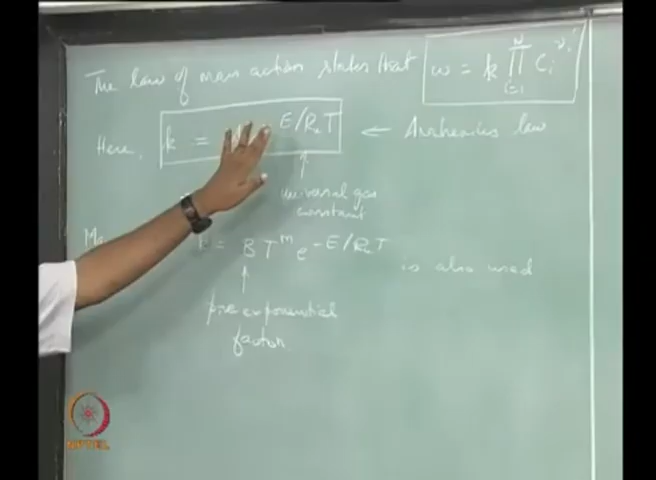 The law of mass action states that ω = k ∏ᵢ₌₁ᴺ Cᵢ^νᵢ'
Here, k = E/RᵤT ← Arrhenius law
universal gas
constant
= B T^m e^-E/RᵤT is also used
pre exponential
factor
NPTEL